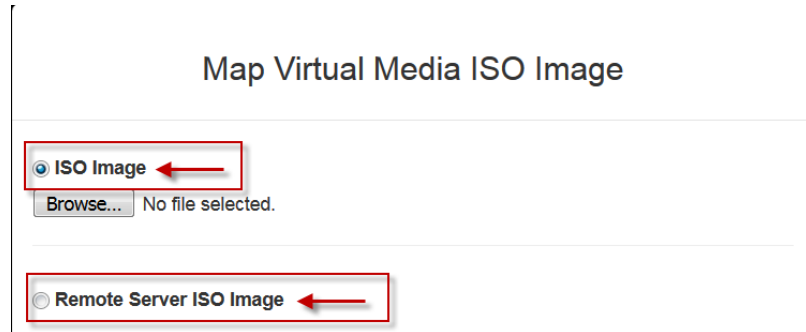 Map Virtual Media ISO Image
ISO Image
Browse... No file selected.
Remote Server ISO Image